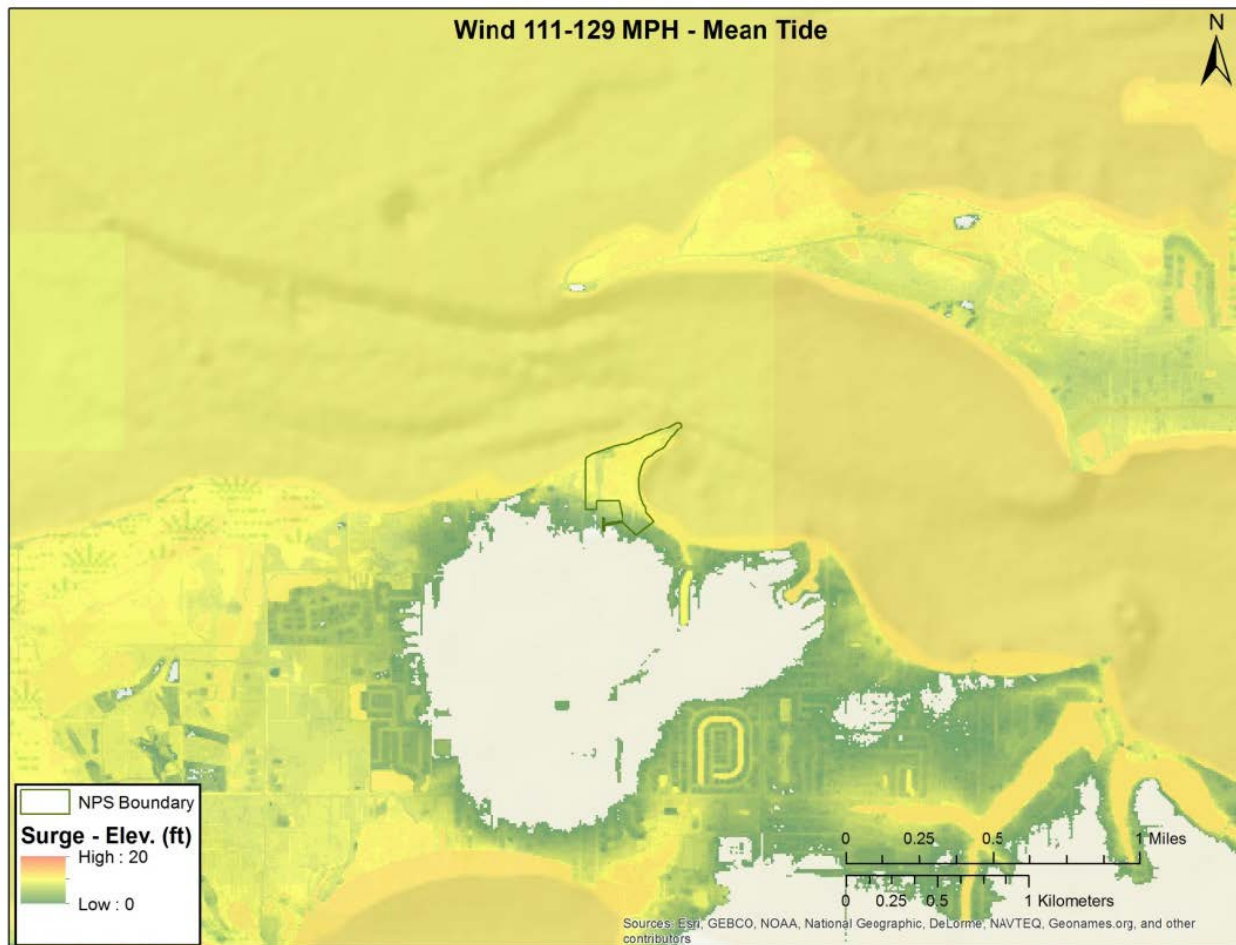 Wind 111-129 MPH - Mean Tide
N
NPS Boundary
Surge - Elev. (ft)
High : 20
Low : 0
0 0.25 0.5 1 Miles
0 0.25 0.5 1 Kilometers
Sources: Esri, GEBCO, NOAA, National Geographic, DeLorme, NAVTEQ, Geonames.org, and other
contributors